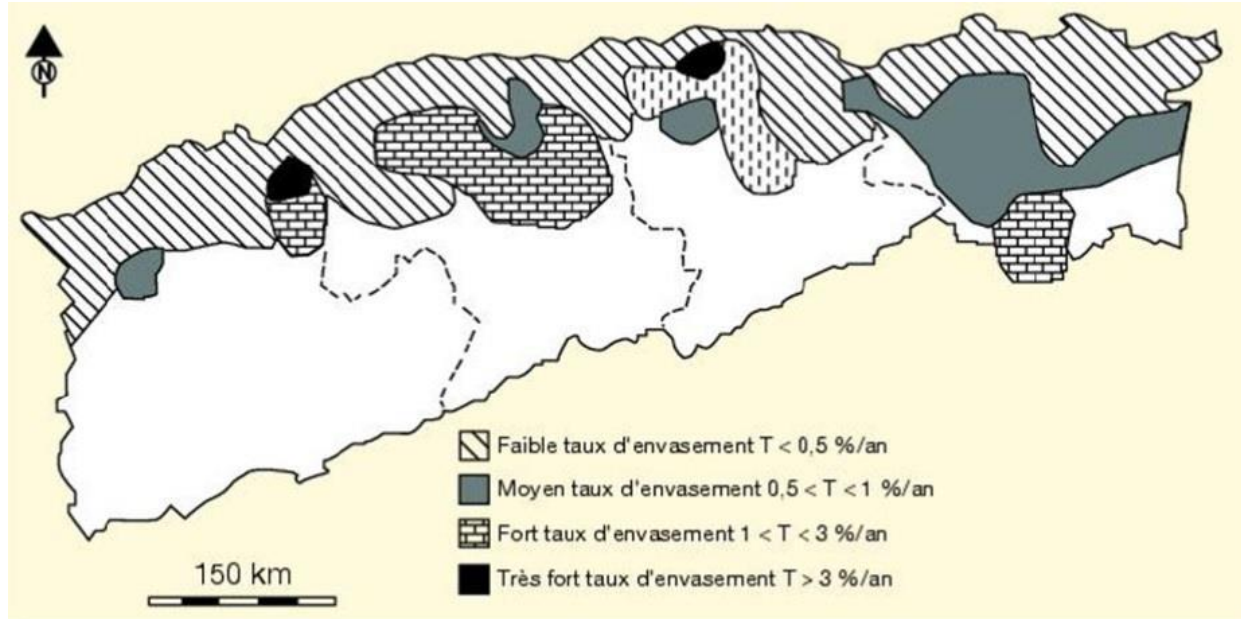 N
Faible taux d'envasement T < 0,5 %/an
Moyen taux d'envasement 0,5 < T < 1 %/an
Fort taux d'envasement 1 < T < 3 %/an
Très fort taux d'envasement T > 3 %/an
150 km